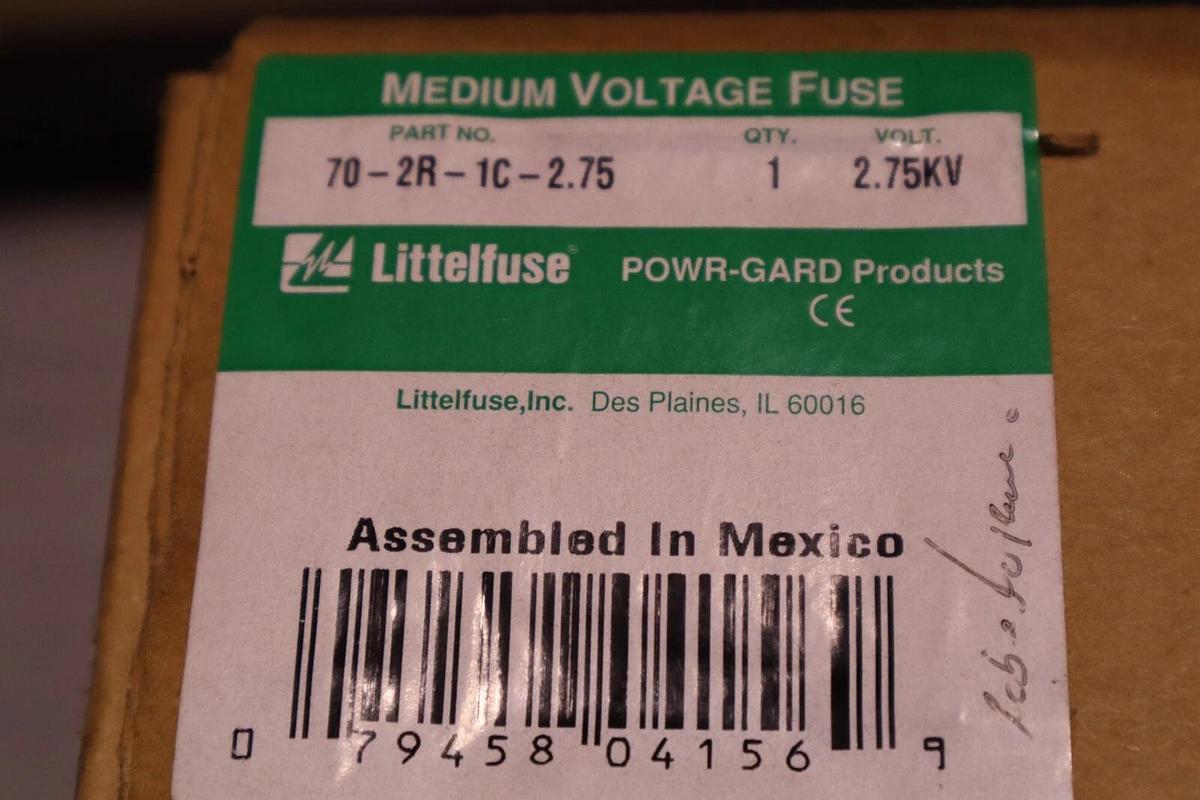 MEDIUM VOLTAGE FUSE
PART NO. QTY. VOLT.
70-2R-1C-2.75 1 2.75KV
Littelfuse® POWR-GARD Products
CE
Littelfuse,Inc. Des Plaines, IL 60016
Assembled In Mexico
0 79458 04156 9